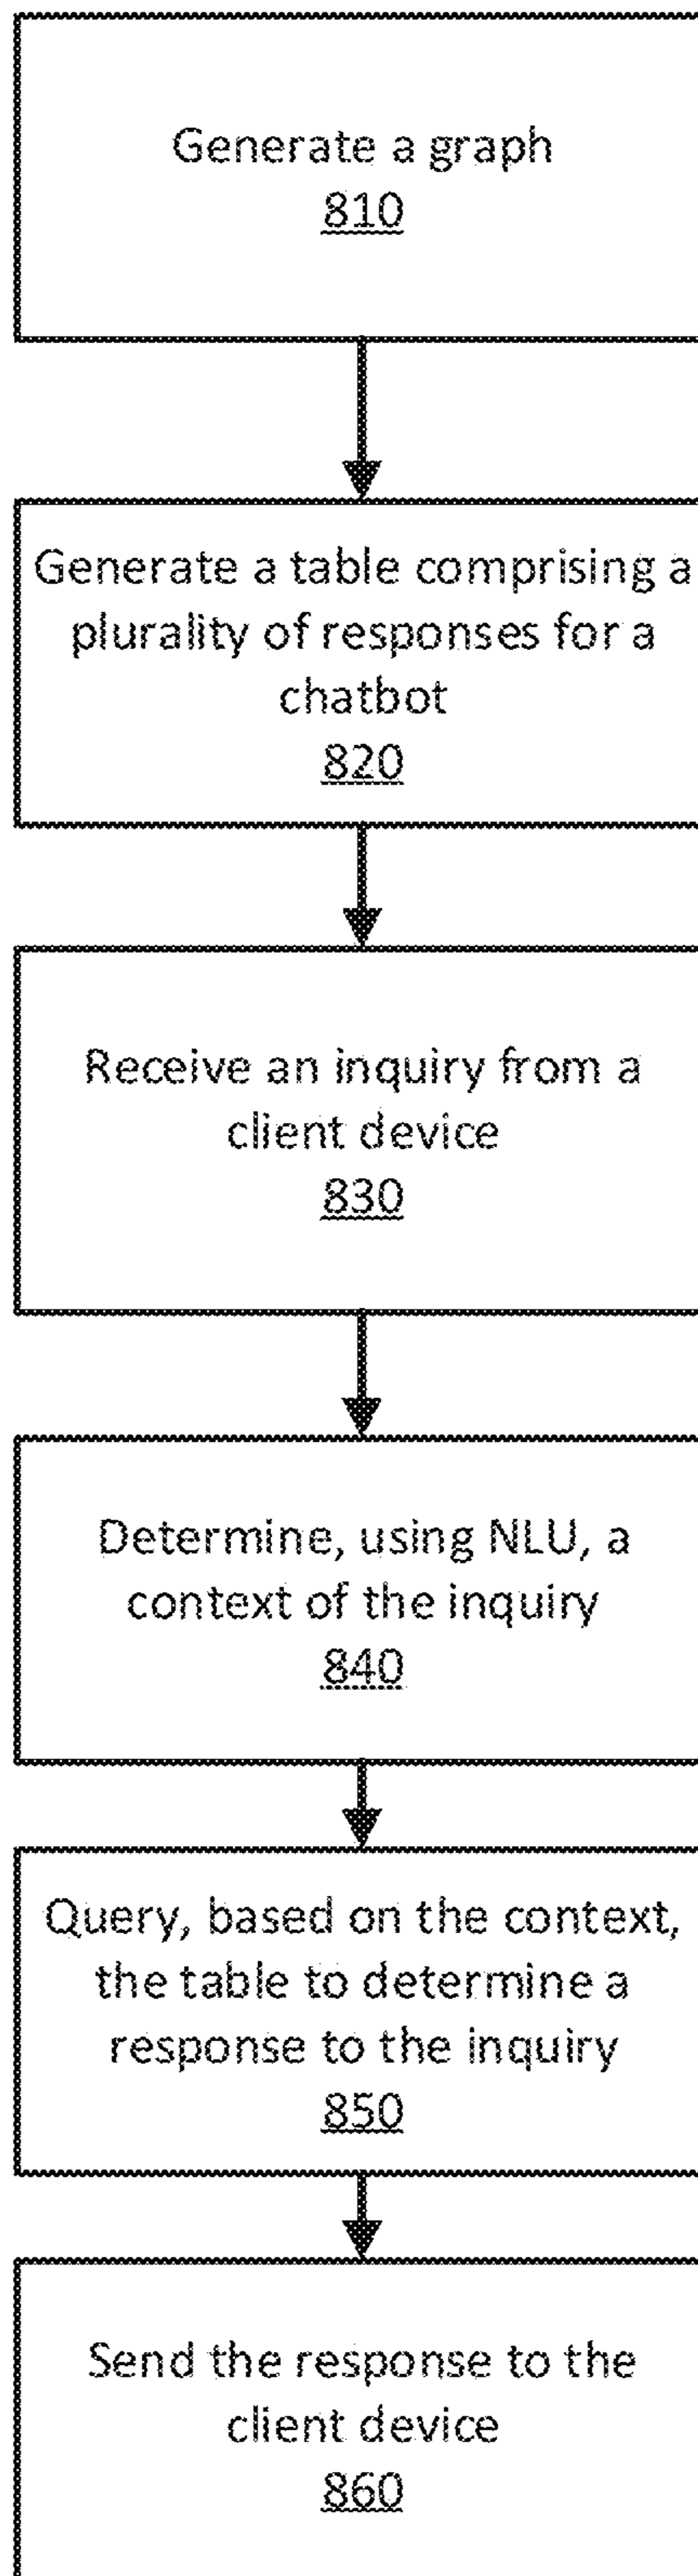 Generate a graph
810
Generate a table comprising a
plurality of responses for a
chatbot
820
Receive an inquiry from a
client device
830
Determine, using NLU, a
context of the inquiry
840
Query, based on the context,
the table to determine a
response to the inquiry
850
Send the response to the
client device
860